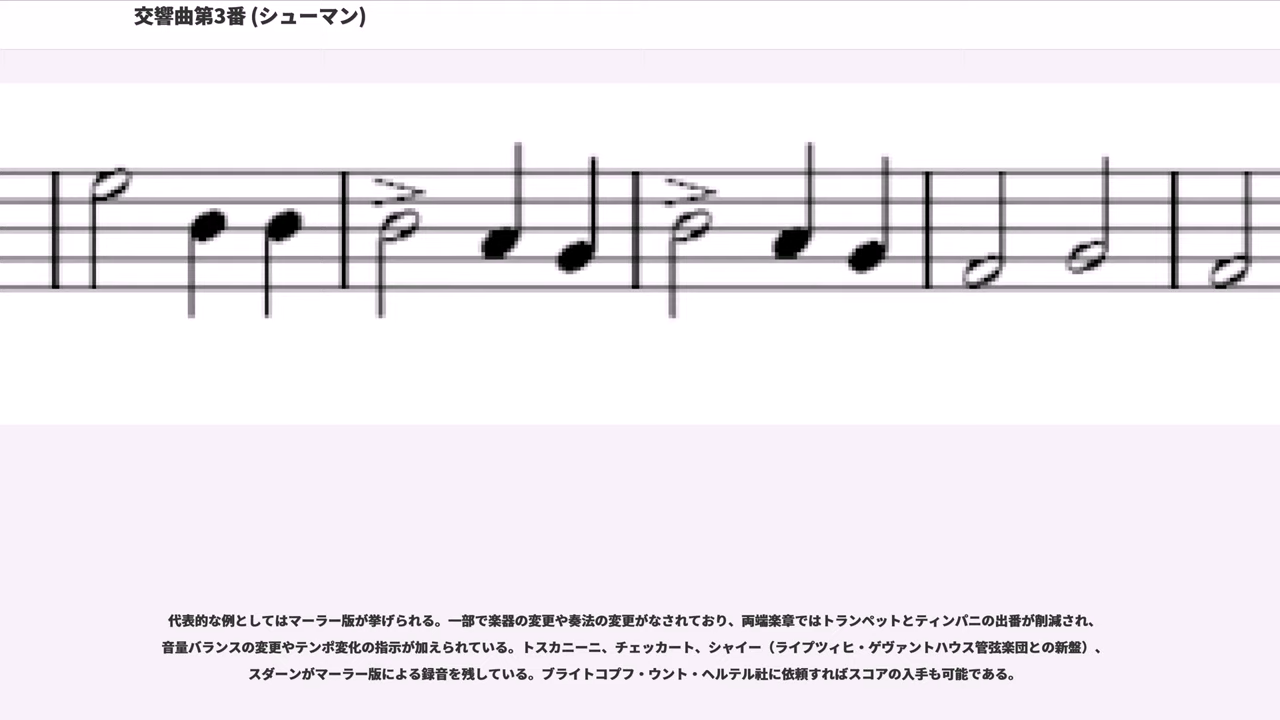 交響曲第3番 (シューマン)
代表的な例としてはマーラー版が挙げられる。一部で楽器の変更や奏法の変更がなされており、両端楽章ではトランペットとティンパニの出番が削減され、
音量バランスの変更やテンポ変化の指示が加えられている。トスカニーニ、チェッカート、シャイー（ライプツィヒ・ゲヴァントハウス管弦楽団との新盤）、
スダーンがマーラー版による録音を残している。ブライトコプフ・ウント・ヘルテル社に依頼すればスコアの入手も可能である。